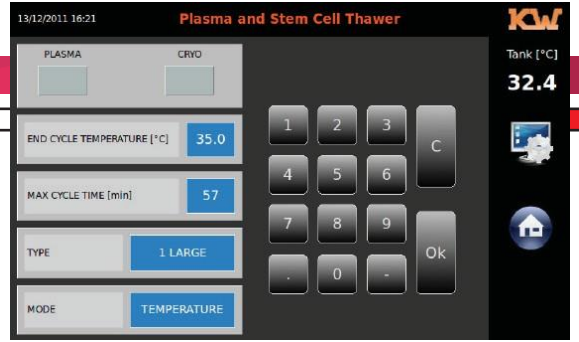 13/12/2011 16:21
Plasma and Stem Cell Thawer
KW
PLASMA
CRYO
Tank [°C]
32.4
END CYCLE TEMPERATURE [°C]
35.0
MAX CYCLE TIME [min]
57
TYPE
1 LARGE
MODE
TEMPERATURE
1 2 3 C
4 5 6
7 8 9 Ok
. 0 -